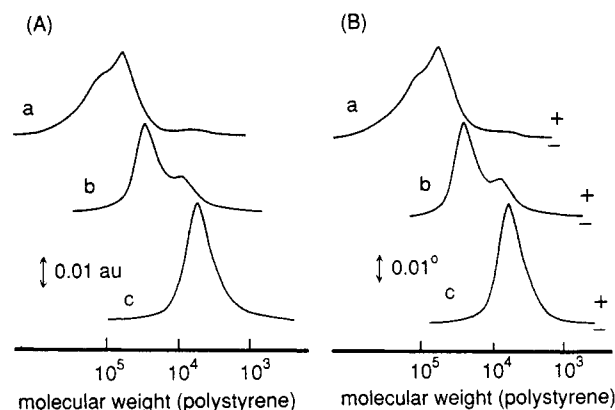 (A)
a
b
c
0.01 au
10⁵ 10⁴ 10³
molecular weight (polystyrene)
(B)
a
+
−
b
+
−
c
0.01°
+
−
10⁵ 10⁴ 10³
molecular weight (polystyrene)